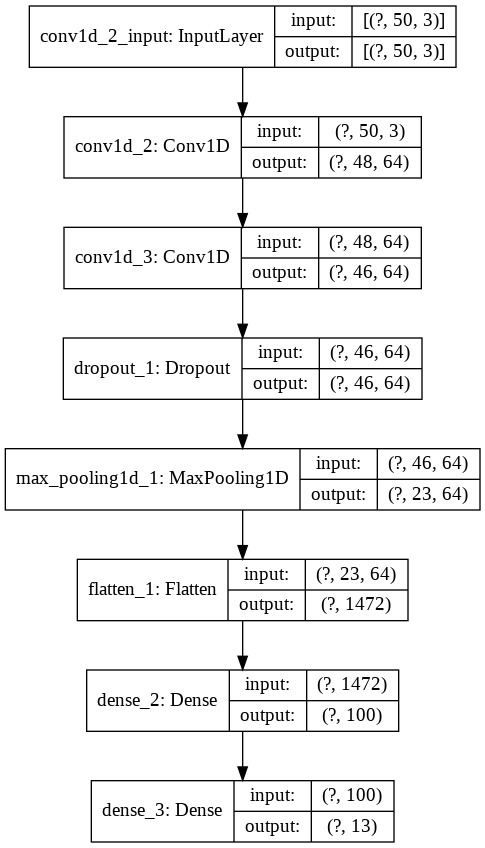 conv1d_2_input: InputLayer
input: [(?, 50, 3)]
output: [(?, 50, 3)]
conv1d_2: Conv1D
input: (?, 50, 3)
output: (?, 48, 64)
conv1d_3: Conv1D
input: (?, 48, 64)
output: (?, 46, 64)
dropout_1: Dropout
input: (?, 46, 64)
output: (?, 46, 64)
max_pooling1d_1: MaxPooling1D
input: (?, 46, 64)
output: (?, 23, 64)
flatten_1: Flatten
input: (?, 23, 64)
output: (?, 1472)
dense_2: Dense
input: (?, 1472)
output: (?, 100)
dense_3: Dense
input: (?, 100)
output: (?, 13)